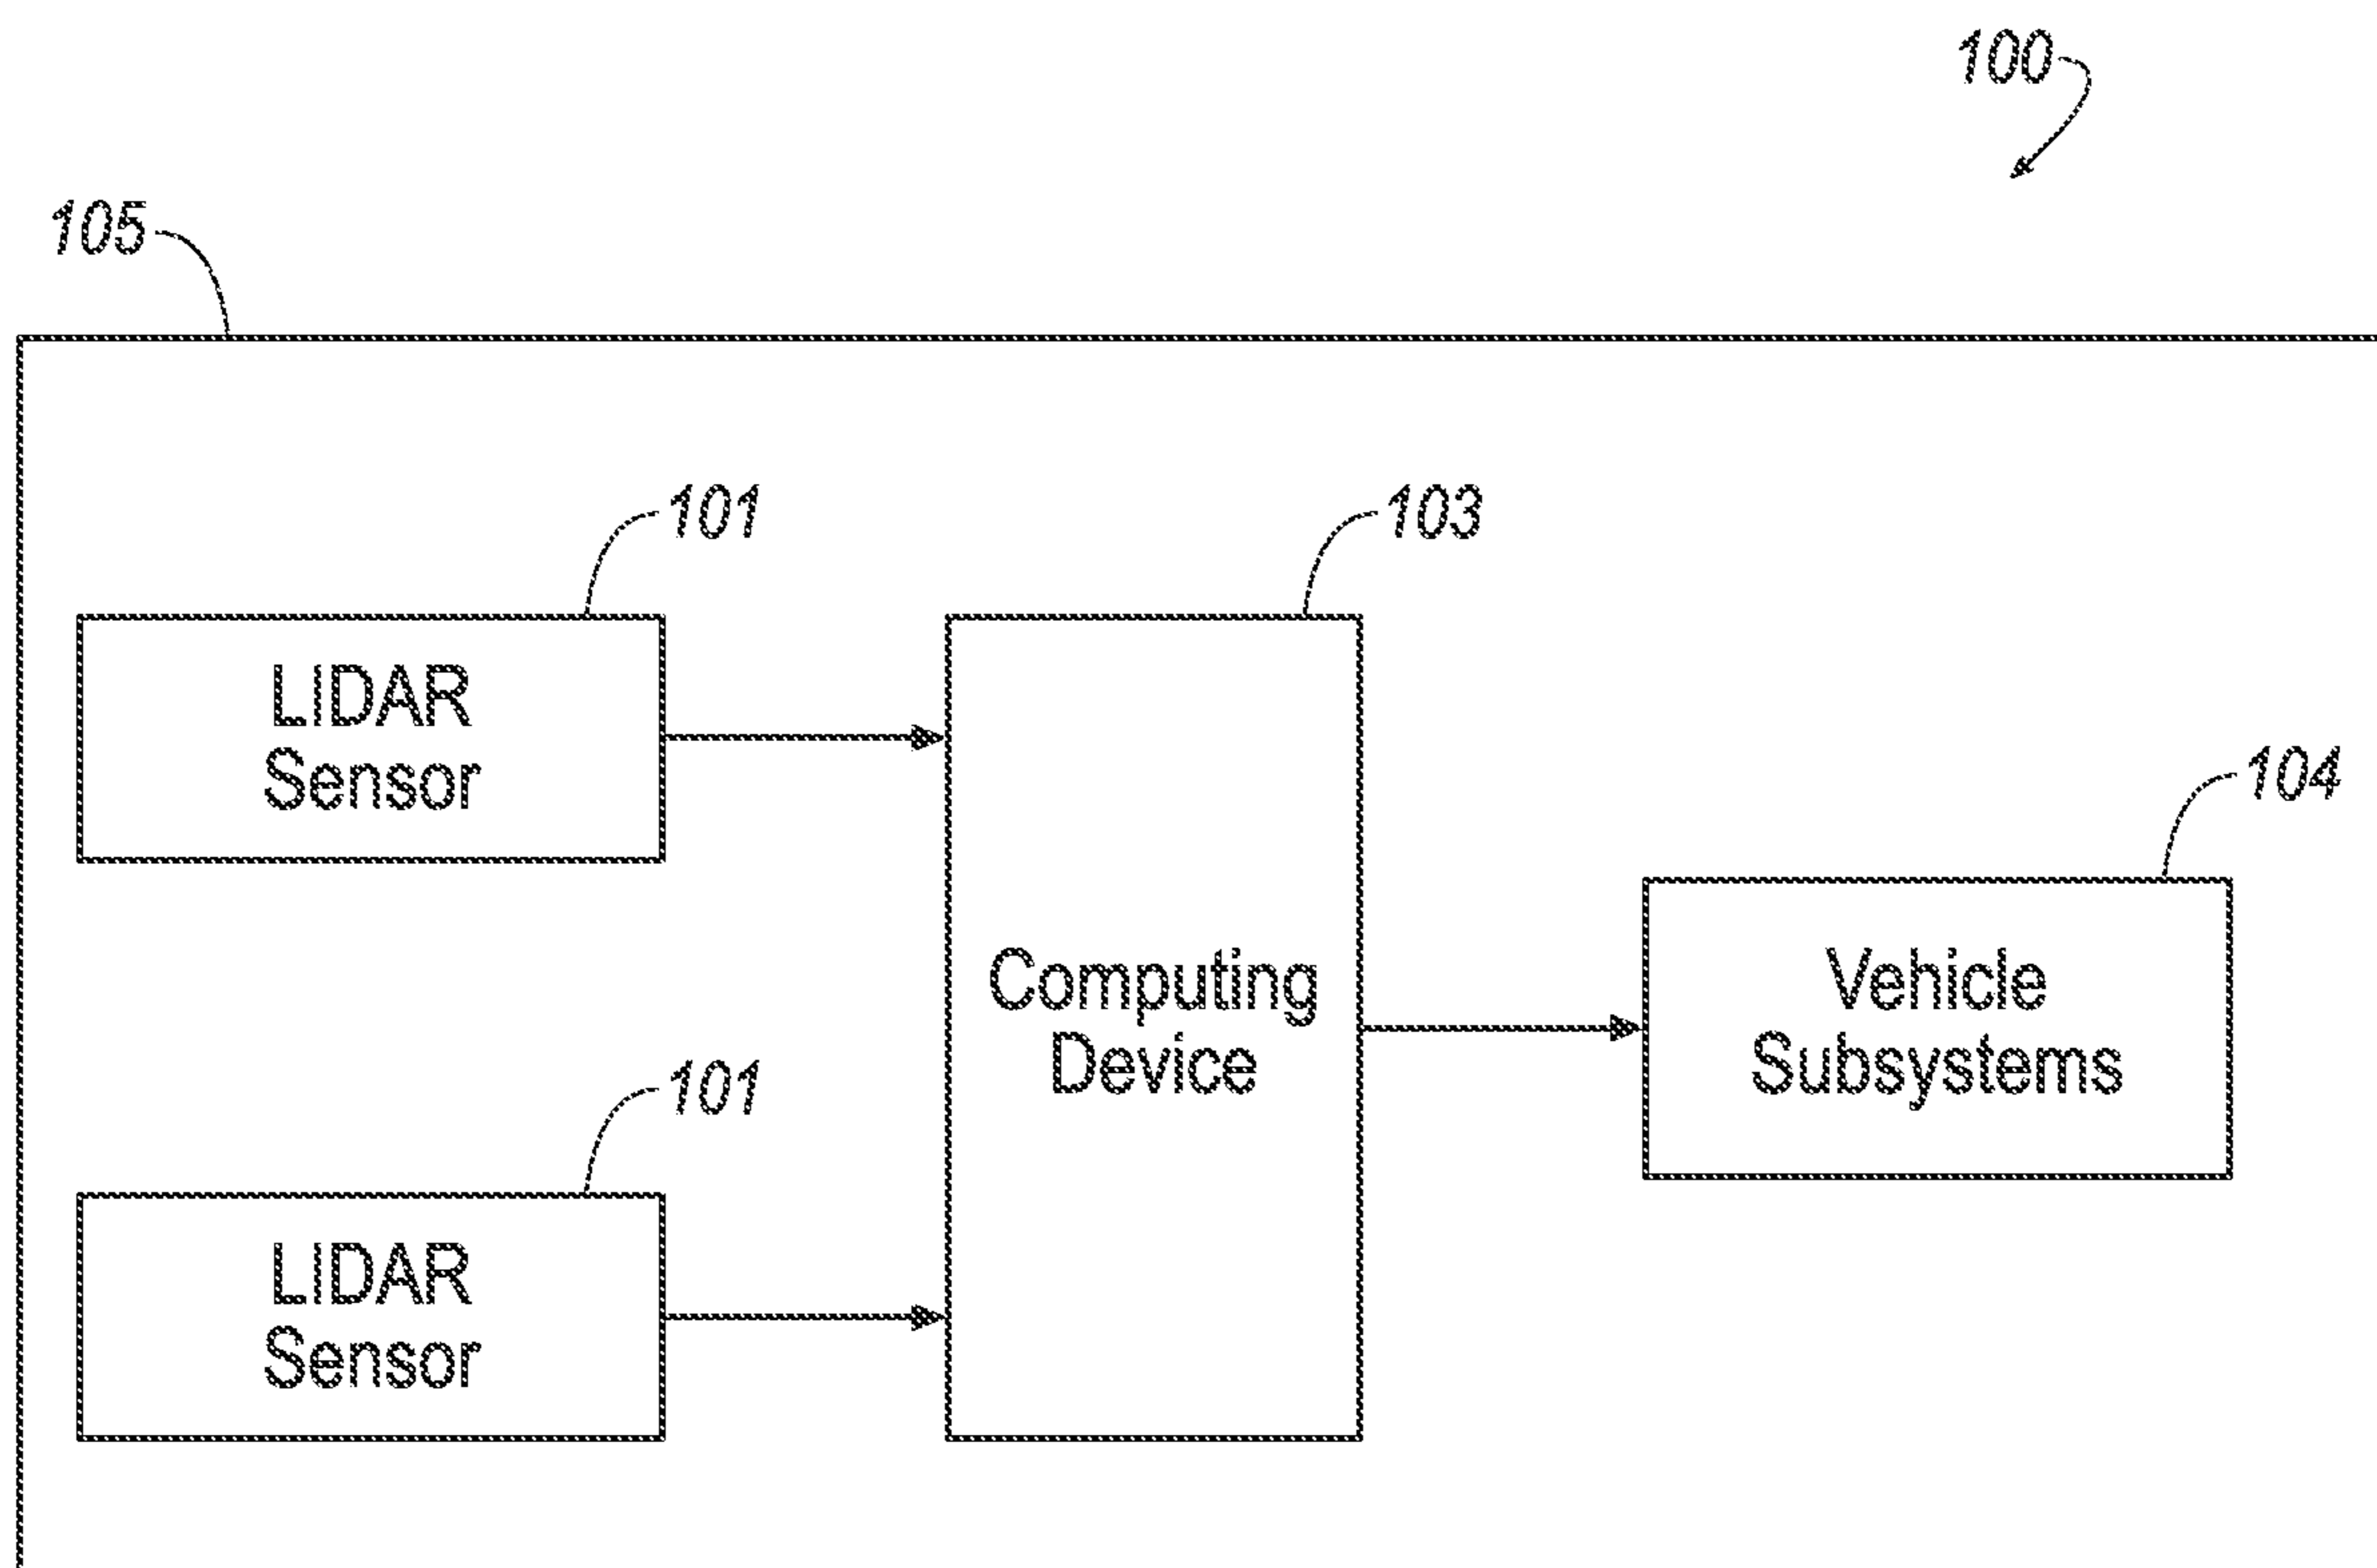 100
105
101
103
LIDAR
Sensor
104
Computing
Device
Vehicle
Subsystems
101
LIDAR
Sensor